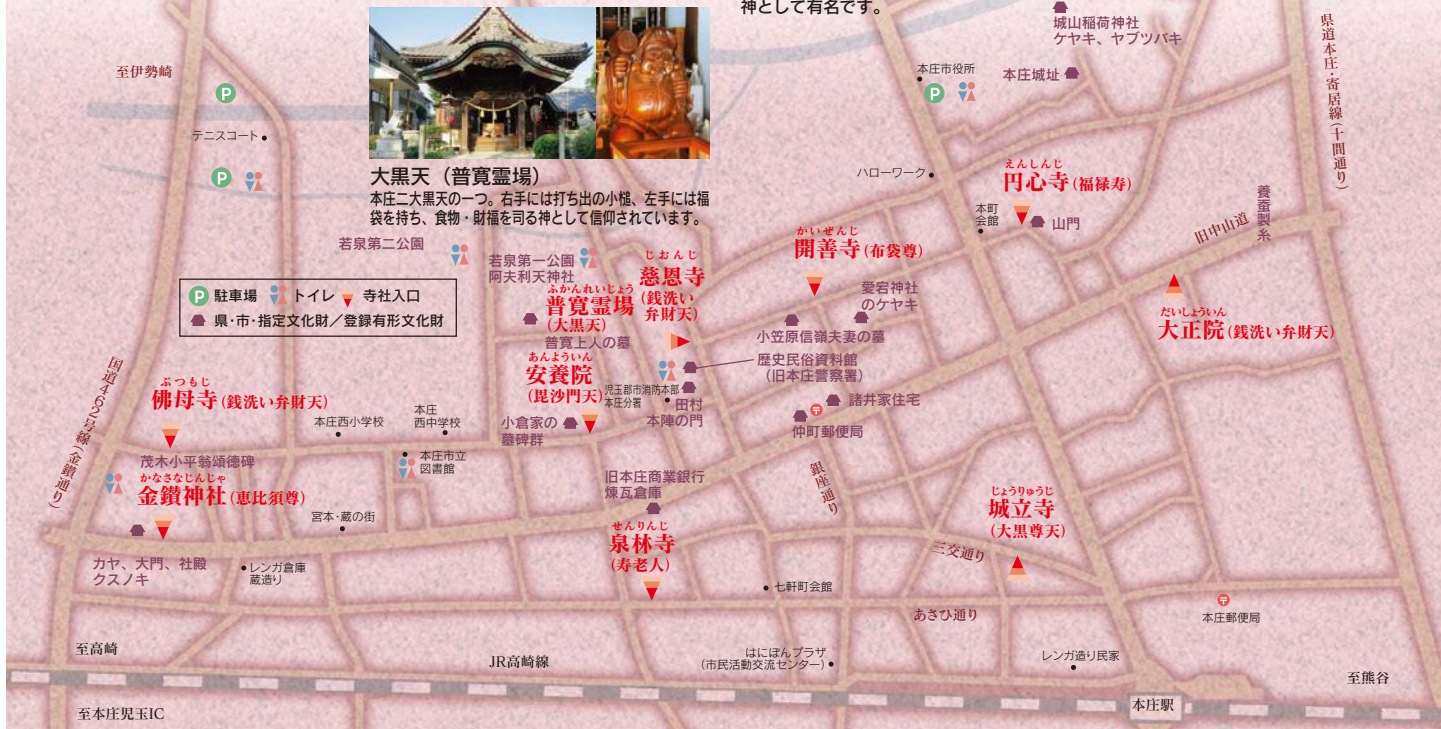 神として有名です。
城山稲荷神社
ケヤキ、ヤブツバキ
県道本庄・寄居線(十間通り)
至伊勢崎
本庄市役所
本庄城址
P
P
テニスコート
P
大黒天（普寛霊場）
本庄二大黒天の一つ。右手には打ち出の小槌、左手には福
袋を持ち、食物・財福を司る神として信仰されています。
ハローワーク
えんしんじ
円心寺(福禄寿)
本町
会館
山門
養蚕製糸
旧中山道
若泉第二公園
若泉第一公園
阿夫利天神社
じおんじ
慈恩寺
(銭洗い
弁財天)
かいぜんじ
開善寺(布袋尊)
愛宕神社
のケヤキ
P 駐車場 トイレ 寺社入口
県・市・指定文化財／登録有形文化財
ふかんれいじょう
普寛霊場
(大黒天)
普寛上人の墓
小笠原信嶺夫妻の墓
だいしょういん
大正院(銭洗い弁財天)
歴史民俗資料館
（旧本庄警察署）
あんよういん
安養院
(毘沙門天)
児玉郡市消防本部
本庄分署
田村
本陣の門
諸井家住宅
仲町郵便局
国道462号線(金鑚通り)
ぶつもじ
佛母寺(銭洗い弁財天)
本庄西小学校
本庄
西中学校
小倉家の
墓碑群
茂木小平翁頌徳碑
本庄市立
図書館
かなさなじんじゃ
金鑚神社(恵比須尊)
旧本庄商業銀行
煉瓦倉庫
銀座通り
じょうりゅうじ
城立寺
(大黒尊天)
宮本・蔵の街
せんりんじ
泉林寺
(寿老人)
三交通り
カヤ、大門、社殿
クスノキ
レンガ倉庫
蔵造り
七軒町会館
あさひ通り
本庄郵便局
至高崎
JR高崎線
はにぽんプラザ
（市民活動交流センター）
レンガ造り民家
至熊谷
本庄駅
至本庄児玉IC